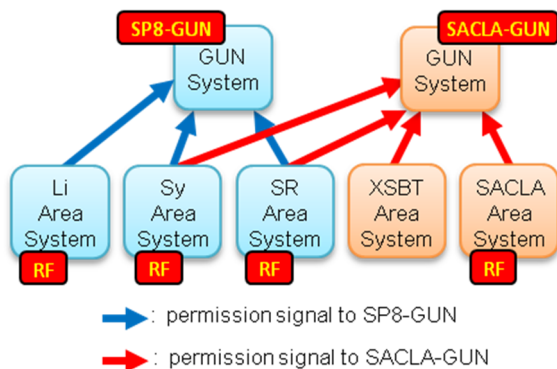 SP8-GUN
SACLA-GUN
GUN
System
GUN
System
Li
Area
System
Sy
Area
System
SR
Area
System
XSBT
Area
System
SACLA
Area
System
RF
RF
RF
RF
: permission signal to SP8-GUN
: permission signal to SACLA-GUN